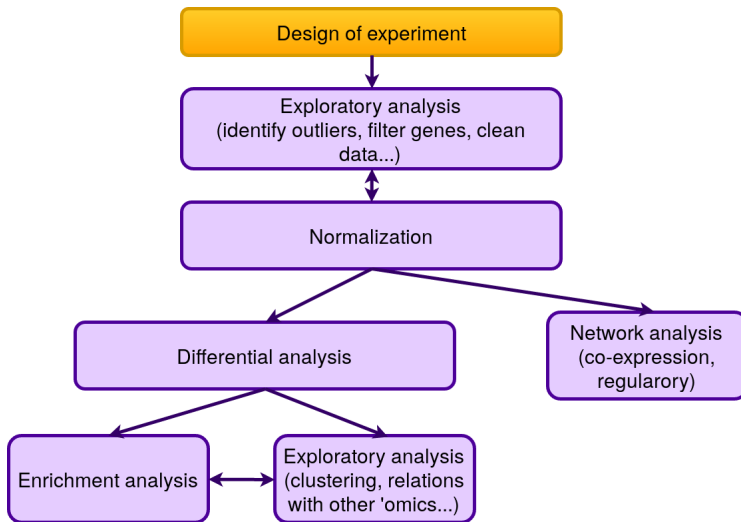 Design of experiment
Exploratory analysis
(identify outliers, filter genes, clean
data...)
Normalization
Differential analysis
Network analysis
(co-expression,
regularory)
Enrichment analysis
Exploratory analysis
(clustering, relations
with other 'omics...)